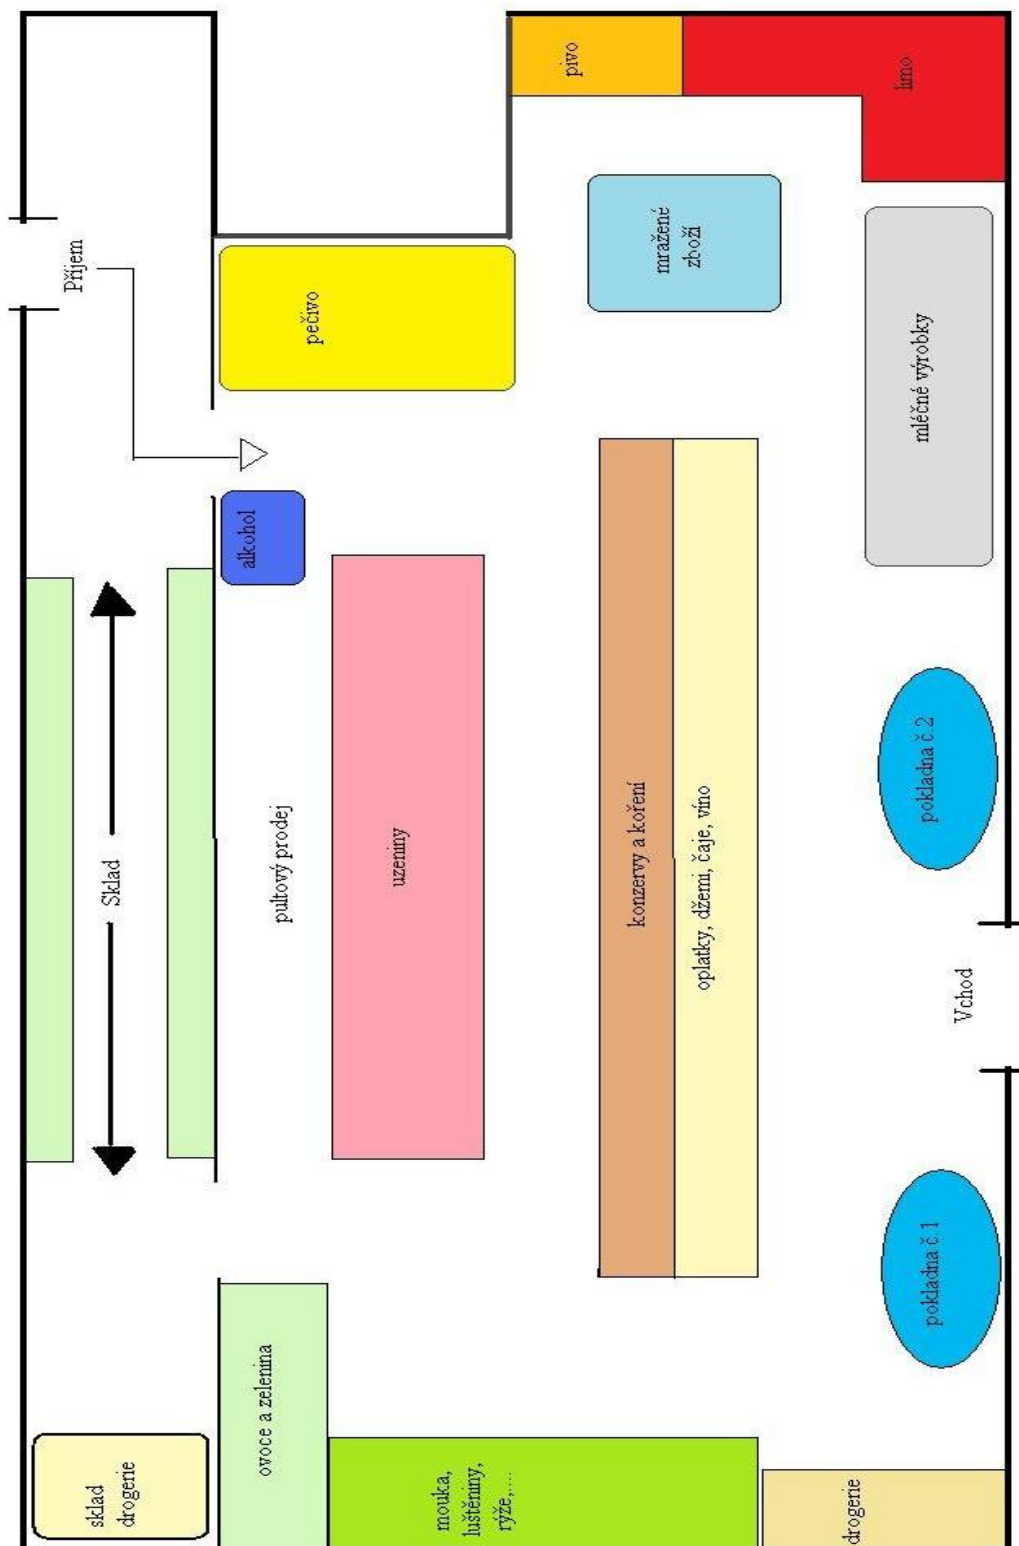 sklad
drogerie
Sklad
Příjem
ovoce a zelenina
pultový prodej
alkohol
pečivo
uzeniny
mouka,
luštěniny,
rýže,....
pivo
konzervy a koření
oplatky, džemi, čaje, víno
mražené
zboží
drogerie
pokladna č.1
Vchod
pokladna č.2
mléčné výrobky
limo